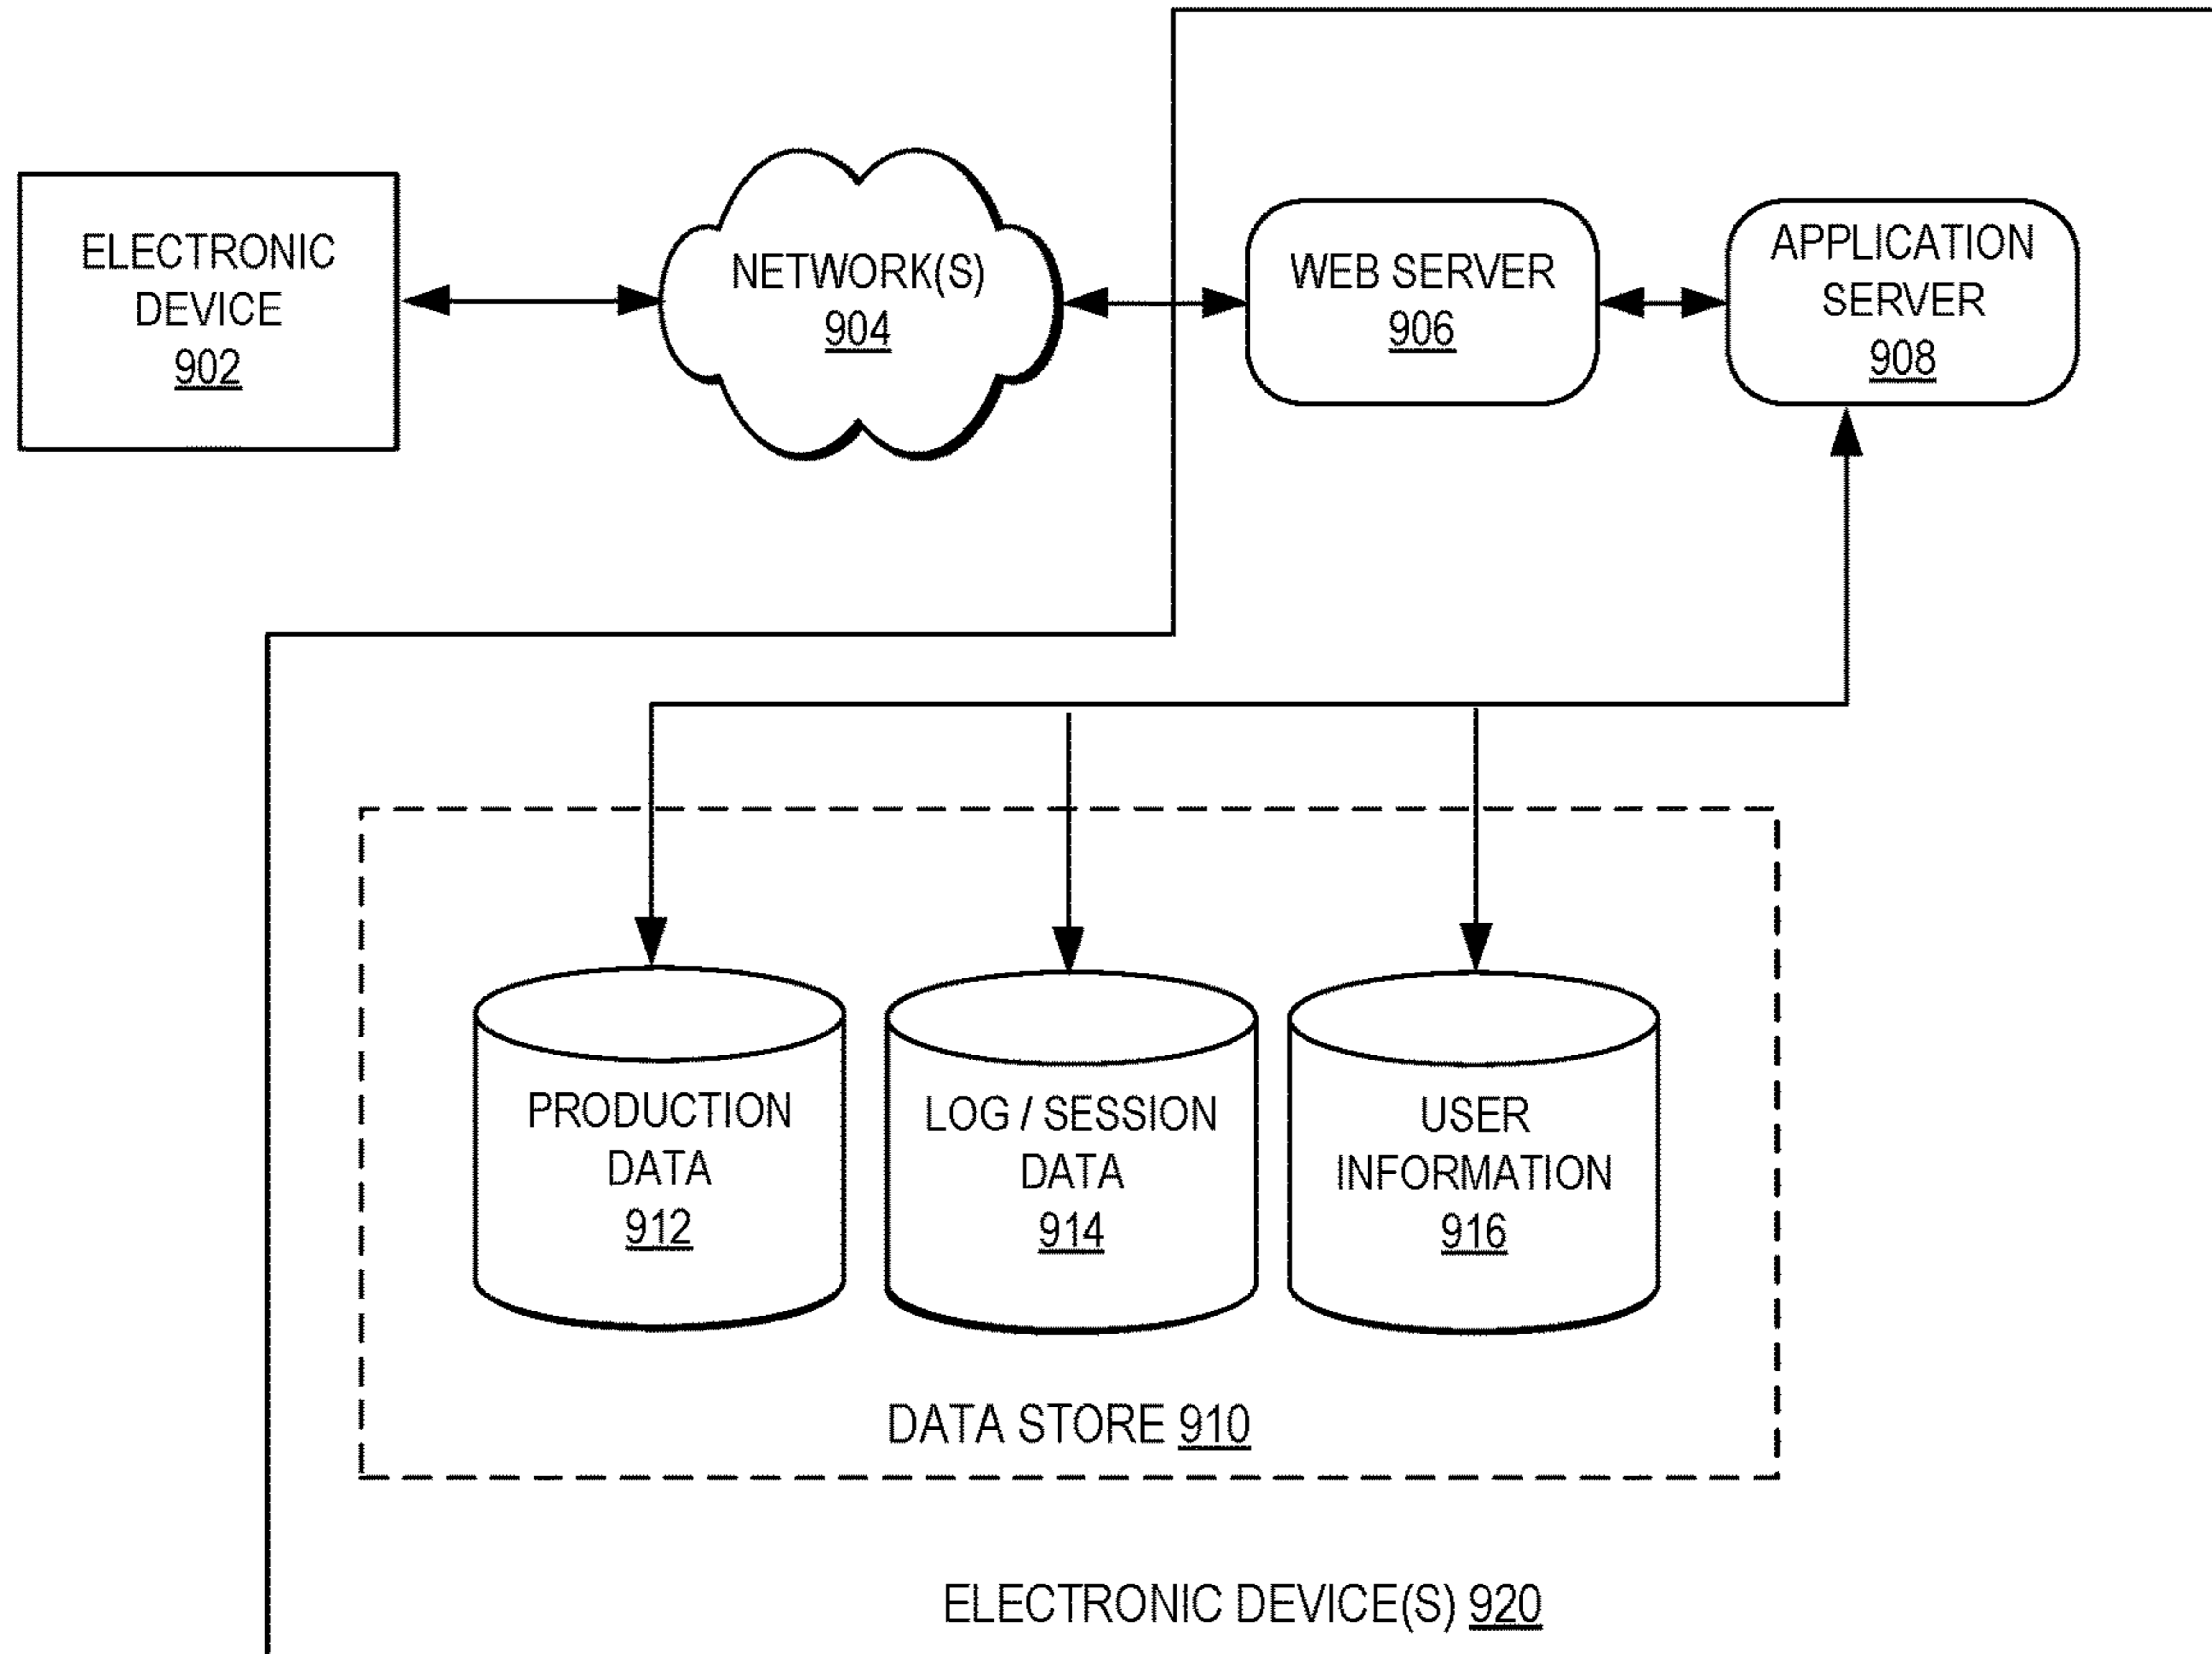 ELECTRONIC
DEVICE
902
NETWORK(S)
904
WEB SERVER
906
APPLICATION
SERVER
908
PRODUCTION
DATA
912
LOG / SESSION
DATA
914
USER
INFORMATION
916
DATA STORE 910
ELECTRONIC DEVICE(S) 920